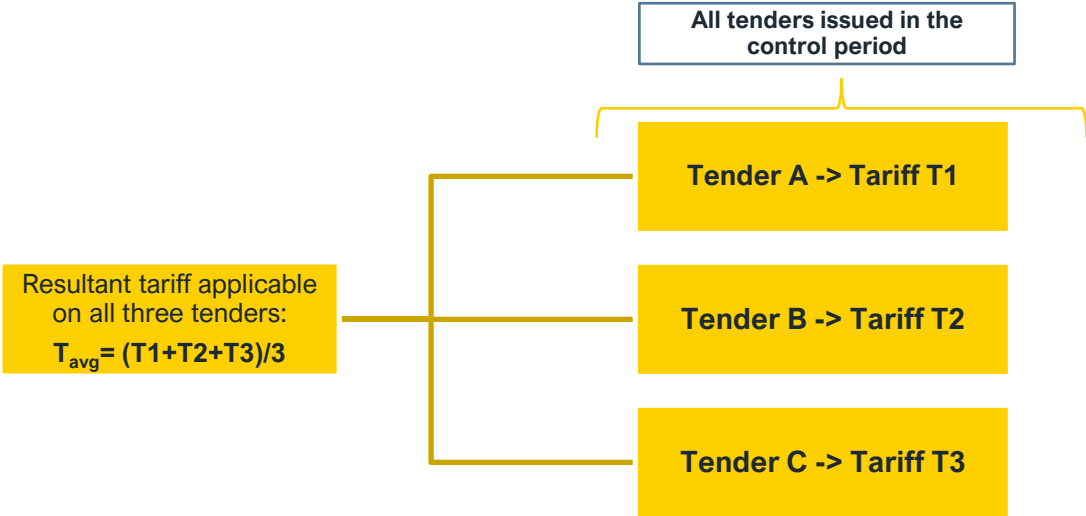 All tenders issued in the
control period
Tender A -> Tariff T1
Resultant tariff applicable
on all three tenders:
Tavg= (T1+T2+T3)/3
Tender B -> Tariff T2
Tender C -> Tariff T3